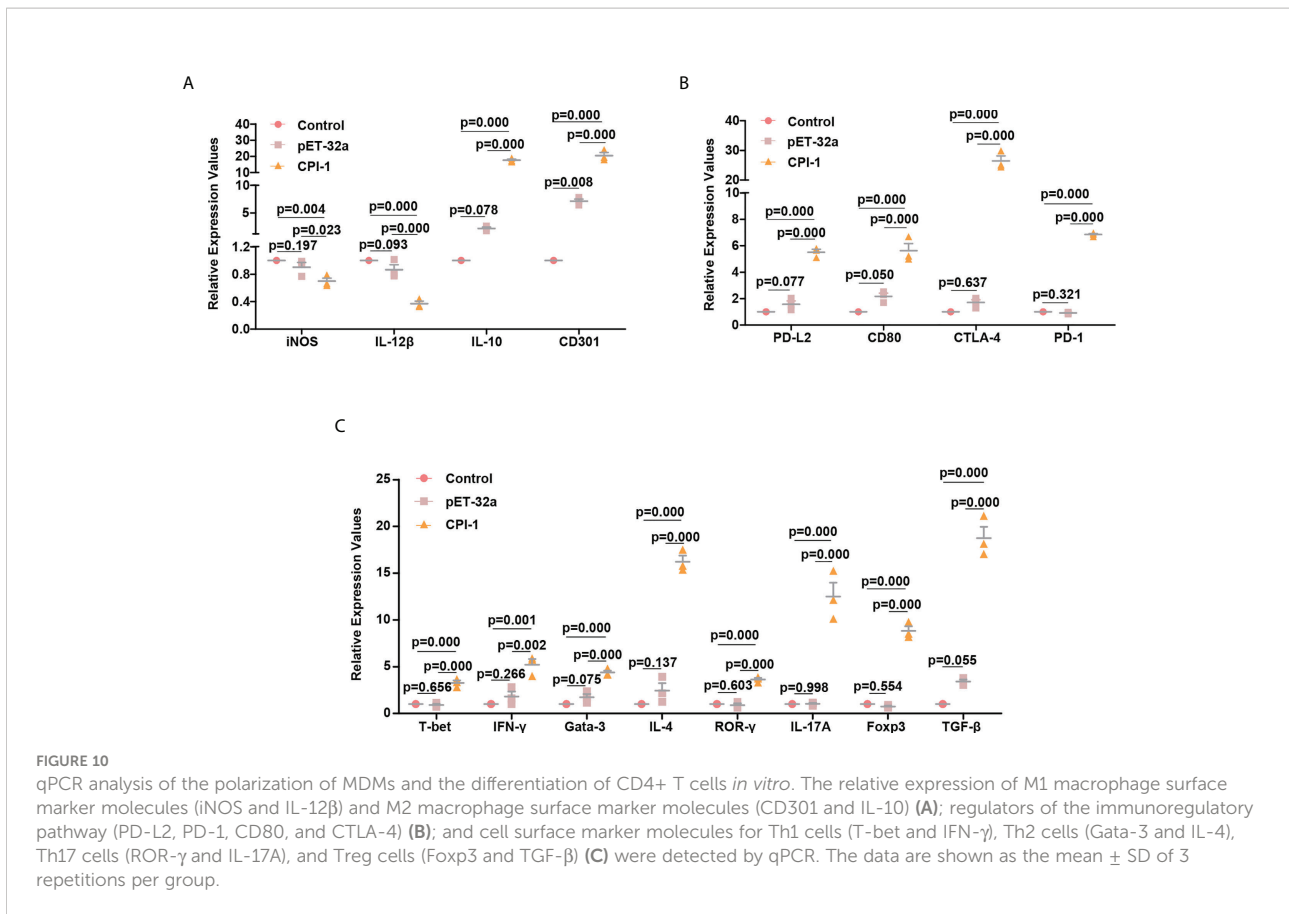 A
Control
pET-32a
CPI-1
Relative Expression Values
40
30
20
10
10
5
1.2
0.8
0.4
0.0
p=0.004
p=0.023
p=0.197
p=0.000
p=0.000
p=0.093
p=0.000
p=0.000
p=0.078
p=0.000
p=0.000
p=0.008
iNOS
IL-12β
IL-10
CD301
B
Control
pET-32a
CPI-1
Relative Expression Values
40
30
20
10
8
6
4
2
0
p=0.000
p=0.000
p=0.077
p=0.000
p=0.000
p=0.050
p=0.000
p=0.000
p=0.637
p=0.000
p=0.000
p=0.321
PD-L2
CD80
CTLA-4
PD-1
C
Control
pET-32a
CPI-1
Relative Expression Values
25
20
15
10
5
0
p=0.000
p=0.000
p=0.656
p=0.001
p=0.002
p=0.266
p=0.000
p=0.000
p=0.075
p=0.000
p=0.000
p=0.137
p=0.000
p=0.000
p=0.603
p=0.000
p=0.000
p=0.998
p=0.000
p=0.000
p=0.554
p=0.000
p=0.000
p=0.055
T-bet
IFN-γ
Gata-3
IL-4
ROR-γ
IL-17A
Foxp3
TGF-β
FIGURE 10
qPCR analysis of the polarization of MDMs and the differentiation of CD4+ T cells in vitro. The relative expression of M1 macrophage surface
marker molecules (iNOS and IL-12β) and M2 macrophage surface marker molecules (CD301 and IL-10) (A); regulators of the immunoregulatory
pathway (PD-L2, PD-1, CD80, and CTLA-4) (B); and cell surface marker molecules for Th1 cells (T-bet and IFN-γ), Th2 cells (Gata-3 and IL-4),
Th17 cells (ROR-γ and IL-17A), and Treg cells (Foxp3 and TGF-β) (C) were detected by qPCR. The data are shown as the mean ± SD of 3
repetitions per group.